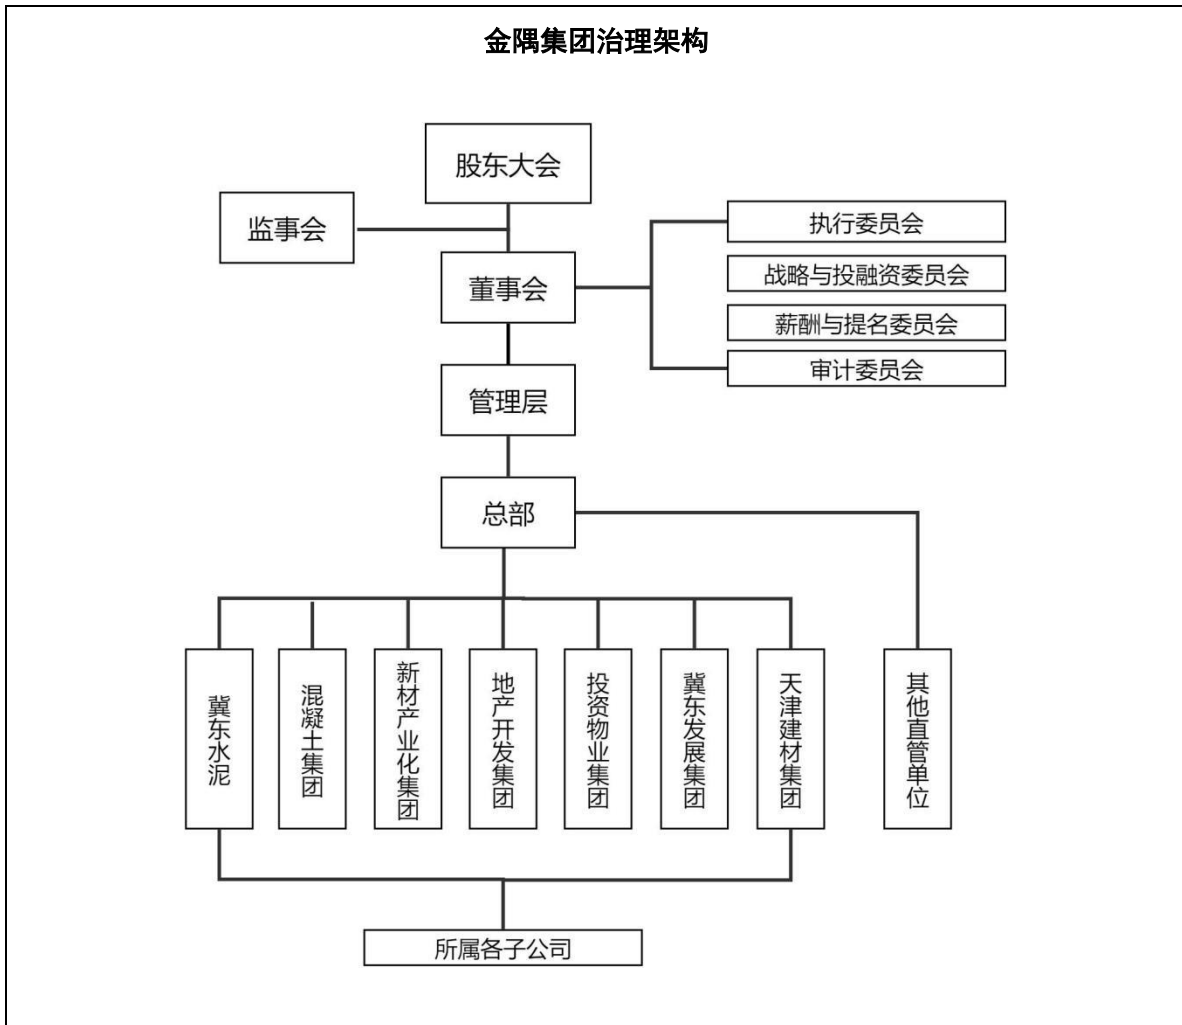 金隅集团治理架构
股东大会
监事会
执行委员会
董事会
战略与投融资委员会
薪酬与提名委员会
审计委员会
管理层
总部
冀东水泥
混凝土集团
新材产业化集团
地产开发集团
投资物业集团
冀东发展集团
天津建材集团
其他直管单位
所属各子公司